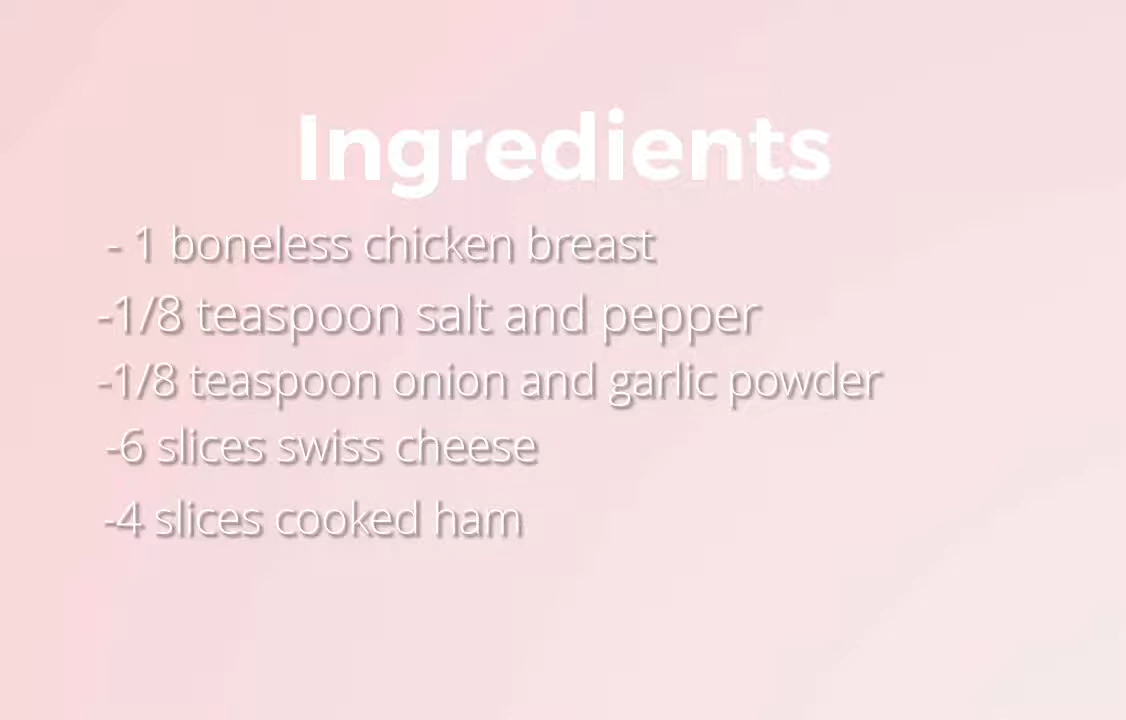 Ingredients
- 1 boneless chicken breast
-1/8 teaspoon salt and pepper
-1/8 teaspoon onion and garlic powder
-6 slices swiss cheese
-4 slices cooked ham